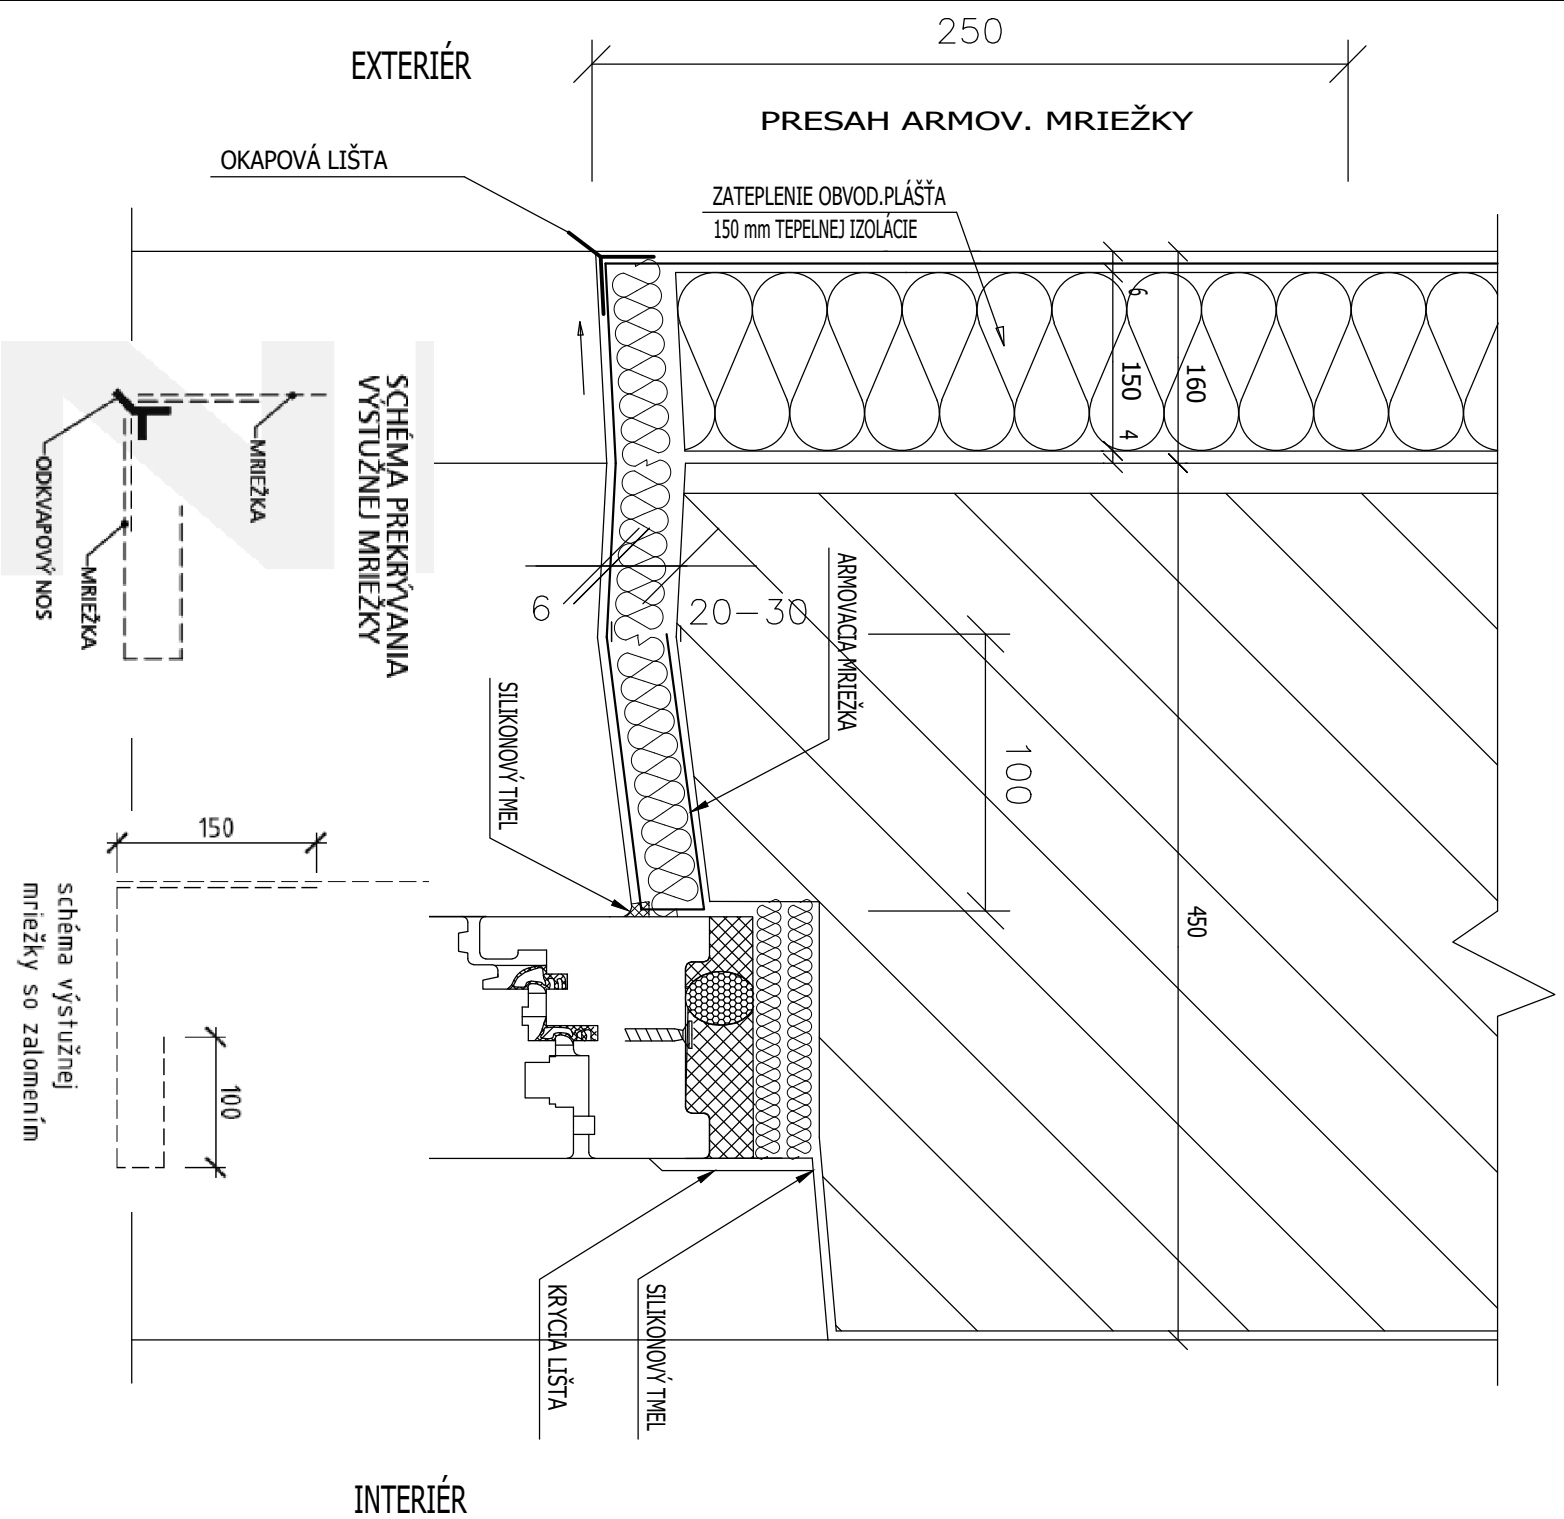 250
EXTERIÉR
PRESAH ARMOV. MRIEŽKY
OKAPOVÁ LIŠTA
ZATEPLENIE OBVOD.PLÁŠŤA
150 mm TEPELNEJ IZOLÁCIE
6
150
4
160
SCHÉMA PREKRÝVANIA
VÝSTUŽNEJ MRIEŽKY
MRIEŽKA
ODKVAPOVÝ NOS
MRIEŽKA
6
20-30
ARMOVACIA MRIEŽKA
SILIKONOVÝ TMEL
100
450
150
schéma výstužnej
mriežky so zalomením
100
KRYCIA LIŠTA
SILIKONOVÝ TMEL
INTERIÉR